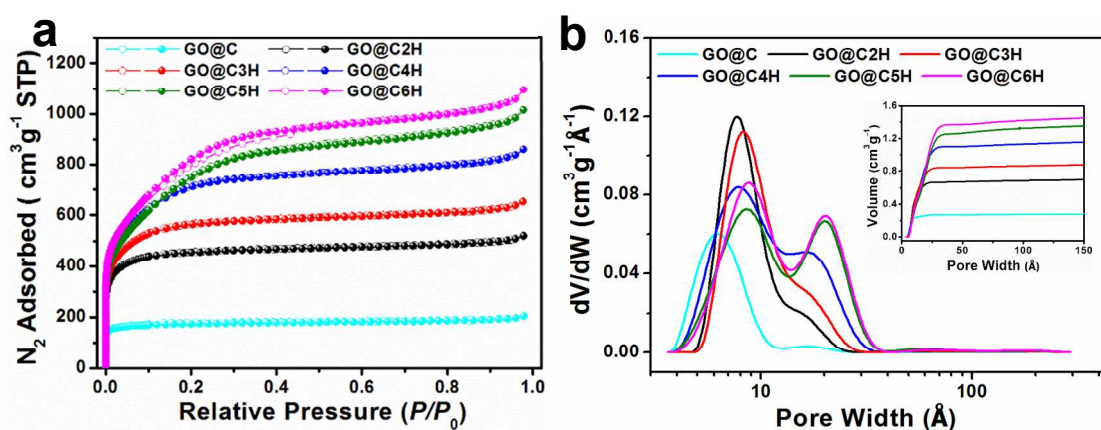 a
GO@C GO@C2H
GO@C3H GO@C4H
GO@C5H GO@C6H
N₂ Adsorbed ( cm³g⁻¹ STP)
1200
1000
800
600
400
200
0
0.0 0.2 0.4 0.6 0.8 1.0
Relative Pressure (P/P₀)
b
GO@C GO@C2H GO@C3H
GO@C4H GO@C5H GO@C6H
dV/dW (cm³g⁻¹Å⁻¹)
0.16
0.12
0.08
0.04
0.00
10 100
Pore Width (Å)
Volume (cm³g⁻¹)
1.6
1.2
0.8
0.4
0.0
0 50 100 150
Pore Width (Å)